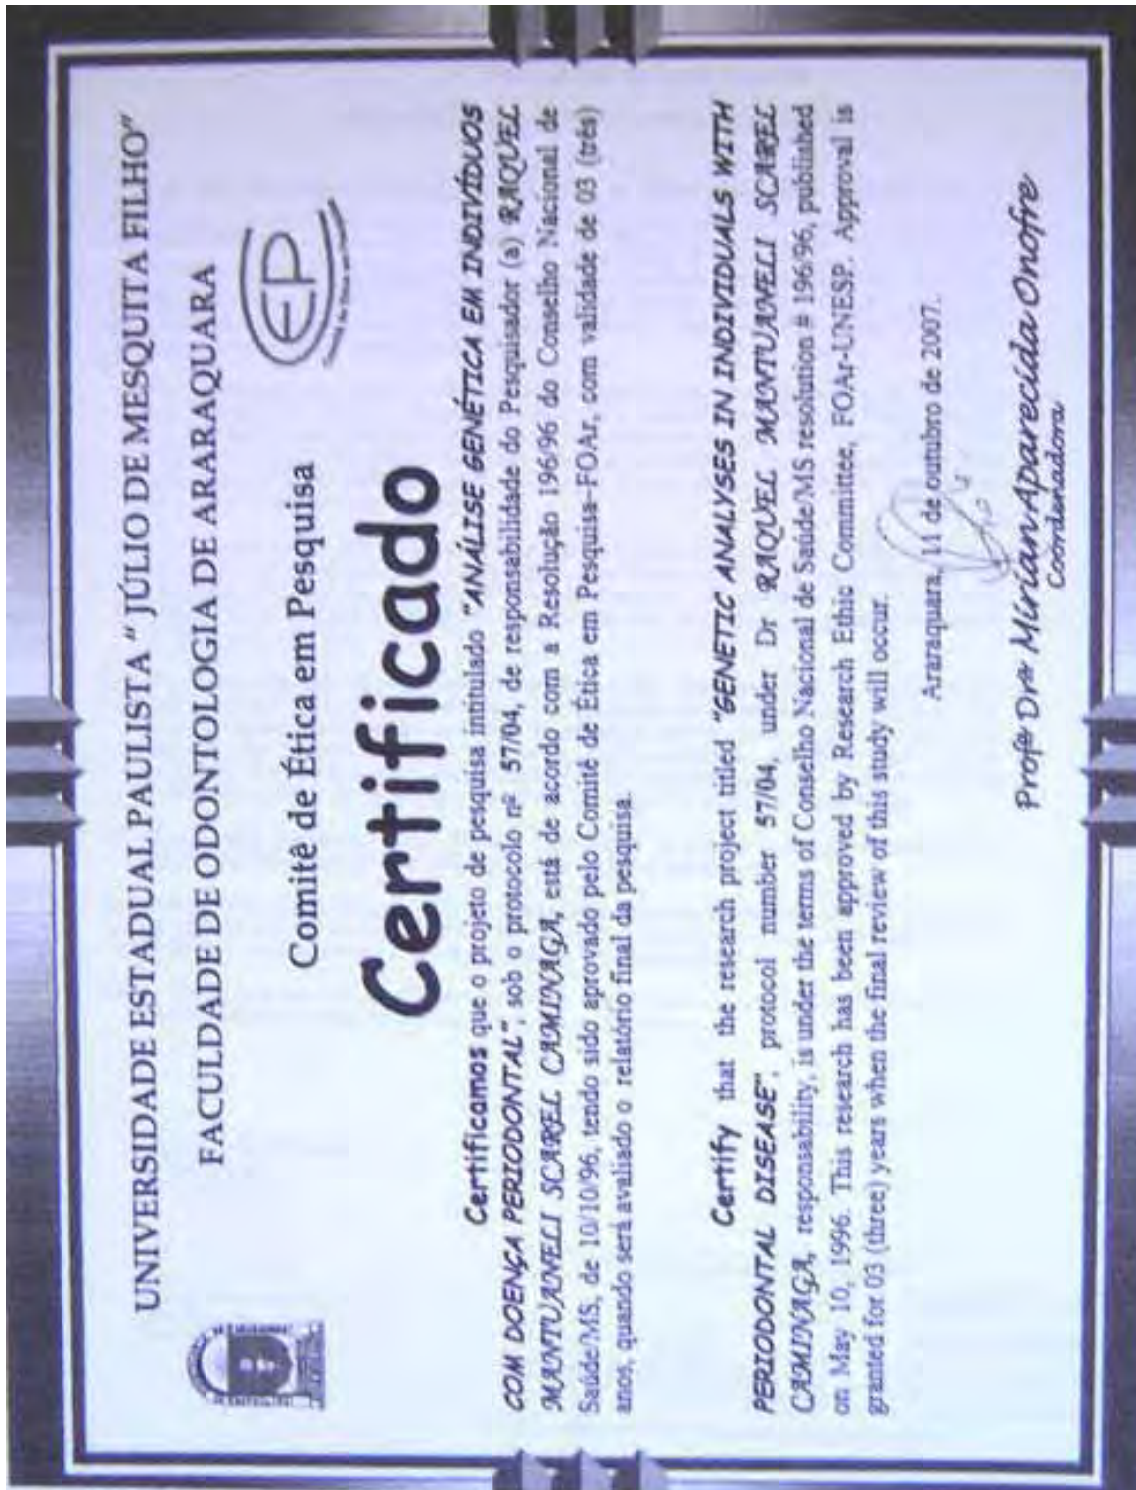 UNIVERSIDADE ESTADUAL PAULISTA "JÚLIO DE MESQUITA FILHO"
FACULDADE DE ODONTOLOGIA DE ARARAQUARA
CEP
Comitê de Ética em Pesquisa
Certificado
Certificamos que o projeto de pesquisa intitulado "ANÁLISE GENÉTICA EM INDIVÍDUOS
COM DOENÇA PERIODONTAL", sob o protocolo nº 57/04, de responsabilidade do Pesquisador (a) RAQUEL
MANTUANELI SCAREL CAMINAGA, está de acordo com a Resolução 196/96 do Conselho Nacional de
Saúde/MS, de 10/10/96, tendo sido aprovado pelo Comitê de Ética em Pesquisa-FOAr, com validade de 03 (três)
anos, quando será avaliado o relatório final da pesquisa.
Certify that the research project titled "GENETIC ANALYSES IN INDIVIDUALS WITH
PERIODONTAL DISEASE", protocol number 57/04, under Dr RAQUEL MANTUANELI SCAREL
CAMINAGA, responsability, is under the terms of Conselho Nacional de Saúde/MS resolution # 196/96, published
on May 10, 1996. This research has been approved by Research Ethic Committee, FOAr-UNESP. Approval is
granted for 03 (three) years when the final review of this study will occur.
Araraquara, 11 de outubro de 2007.
Profª Drª Mirian Aparecida Onofre
Coordenadora